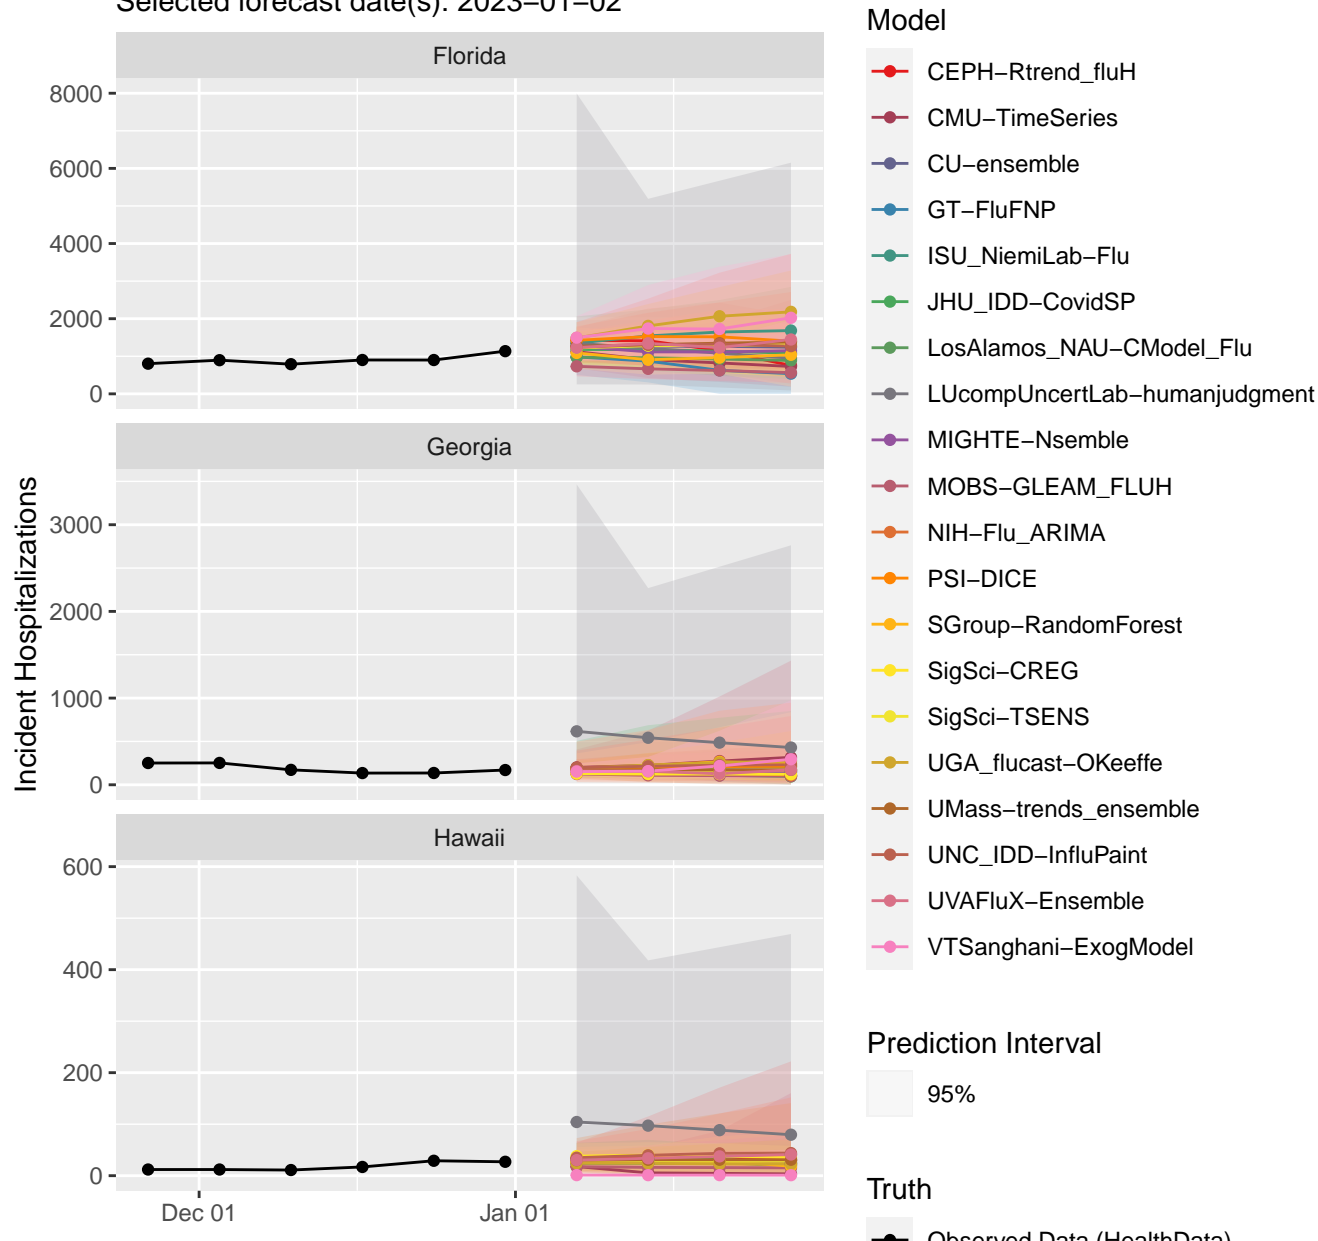 Selected forecast date(s): 2023−01−02
Florida
8000
6000
4000
2000
0
Georgia
3000
2000
1000
0
Hawaii
600
400
200
0
Dec 01
Jan 01
Incident Hospitalizations
Model
CEPH−Rtrend_fluH
CMU−TimeSeries
CU−ensemble
GT−FluFNP
ISU_NiemiLab−Flu
JHU_IDD−CovidSP
LosAlamos_NAU−CModel_Flu
LUcompUncertLab−humanjudgment
MIGHTE−Nsemble
MOBS−GLEAM_FLUH
NIH−Flu_ARIMA
PSI−DICE
SGroup−RandomForest
SigSci−CREG
SigSci−TSENS
UGA_flucast−OKeeffe
UMass−trends_ensemble
UNC_IDD−InfluPaint
UVAFluX−Ensemble
VTSanghani−ExogModel
Prediction Interval
95%
Truth
Observed Data (HealthData)